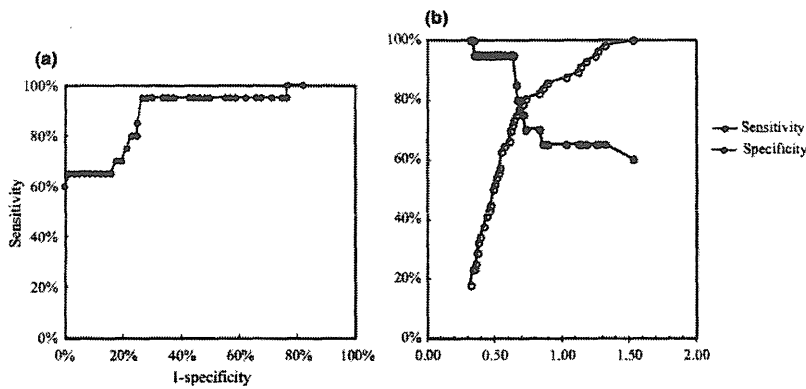 (a)
100%
80%
60%
40%
20%
0%
Sensitivity
0% 20% 40% 60% 80% 100%
1-specificity
(b)
100%
80%
60%
40%
20%
0%
0.00 0.50 1.00 1.50 2.00
Sensitivity
Specificity